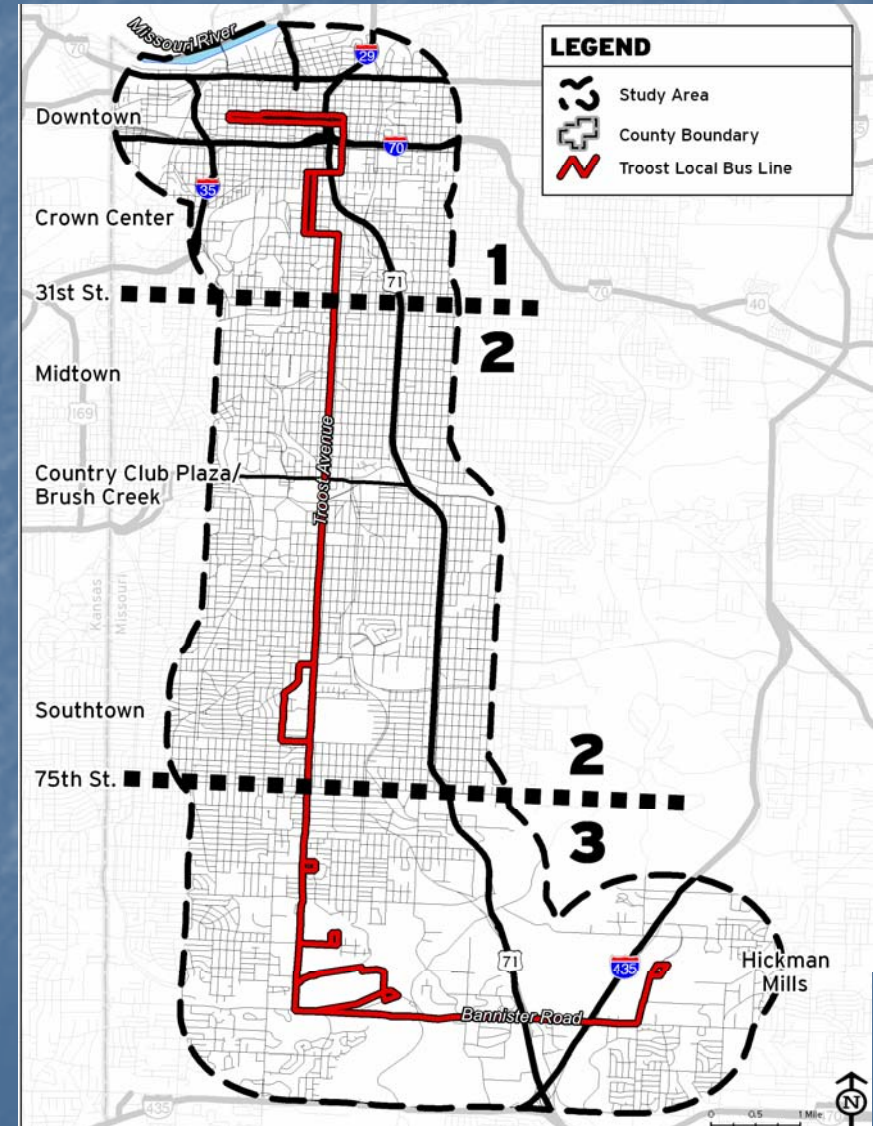 Missouri River
29
70
LEGEND
Study Area
County Boundary
Troost Local Bus Line
Downtown
70
35
Crown Center
1
71
31st St.
70
40
2
Midtown
169
Troost Avenue
Country Club Plaza/
Brush Creek
Kansas
Missouri
Southtown
2
75th St.
3
71
435
Hickman
Mills
Bannister Road
435
N
0 0.5 1 Mile